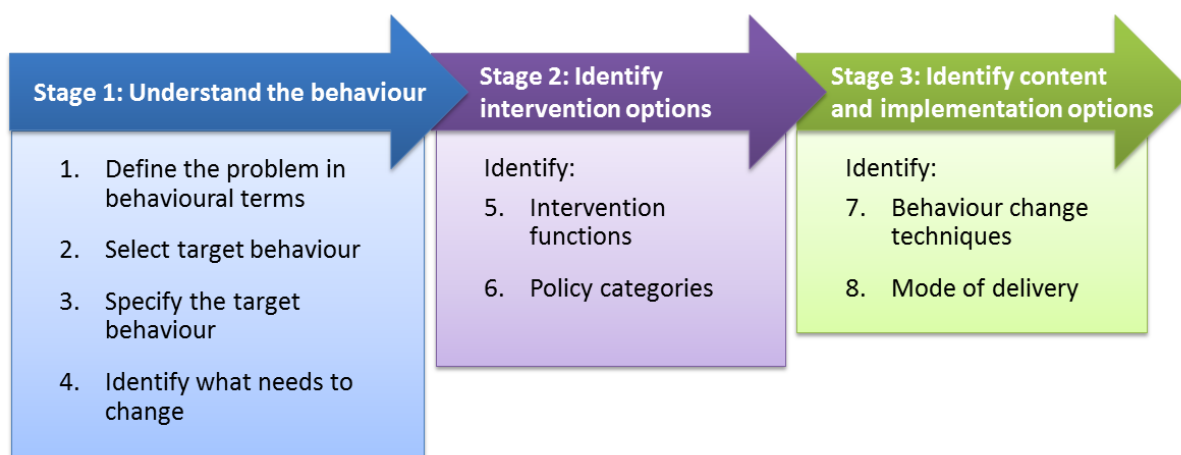 Stage 1: Understand the behaviour
1. Define the problem in
behavioural terms
2. Select target behaviour
3. Specify the target
behaviour
4. Identify what needs to
change
Stage 2: Identify
intervention options
Identify:
5. Intervention
functions
6. Policy categories
Stage 3: Identify content
and implementation options
Identify:
7. Behaviour change
techniques
8. Mode of delivery